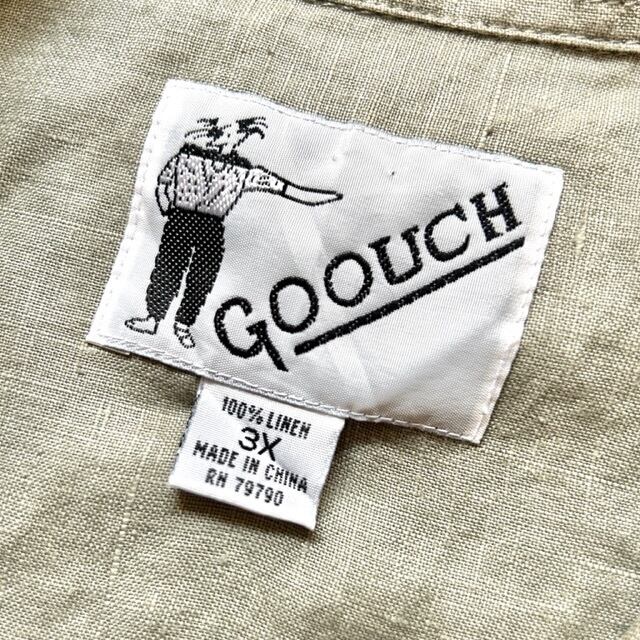 GOOUCH
100% LINEN
3X
MADE IN CHINA
RN 79790